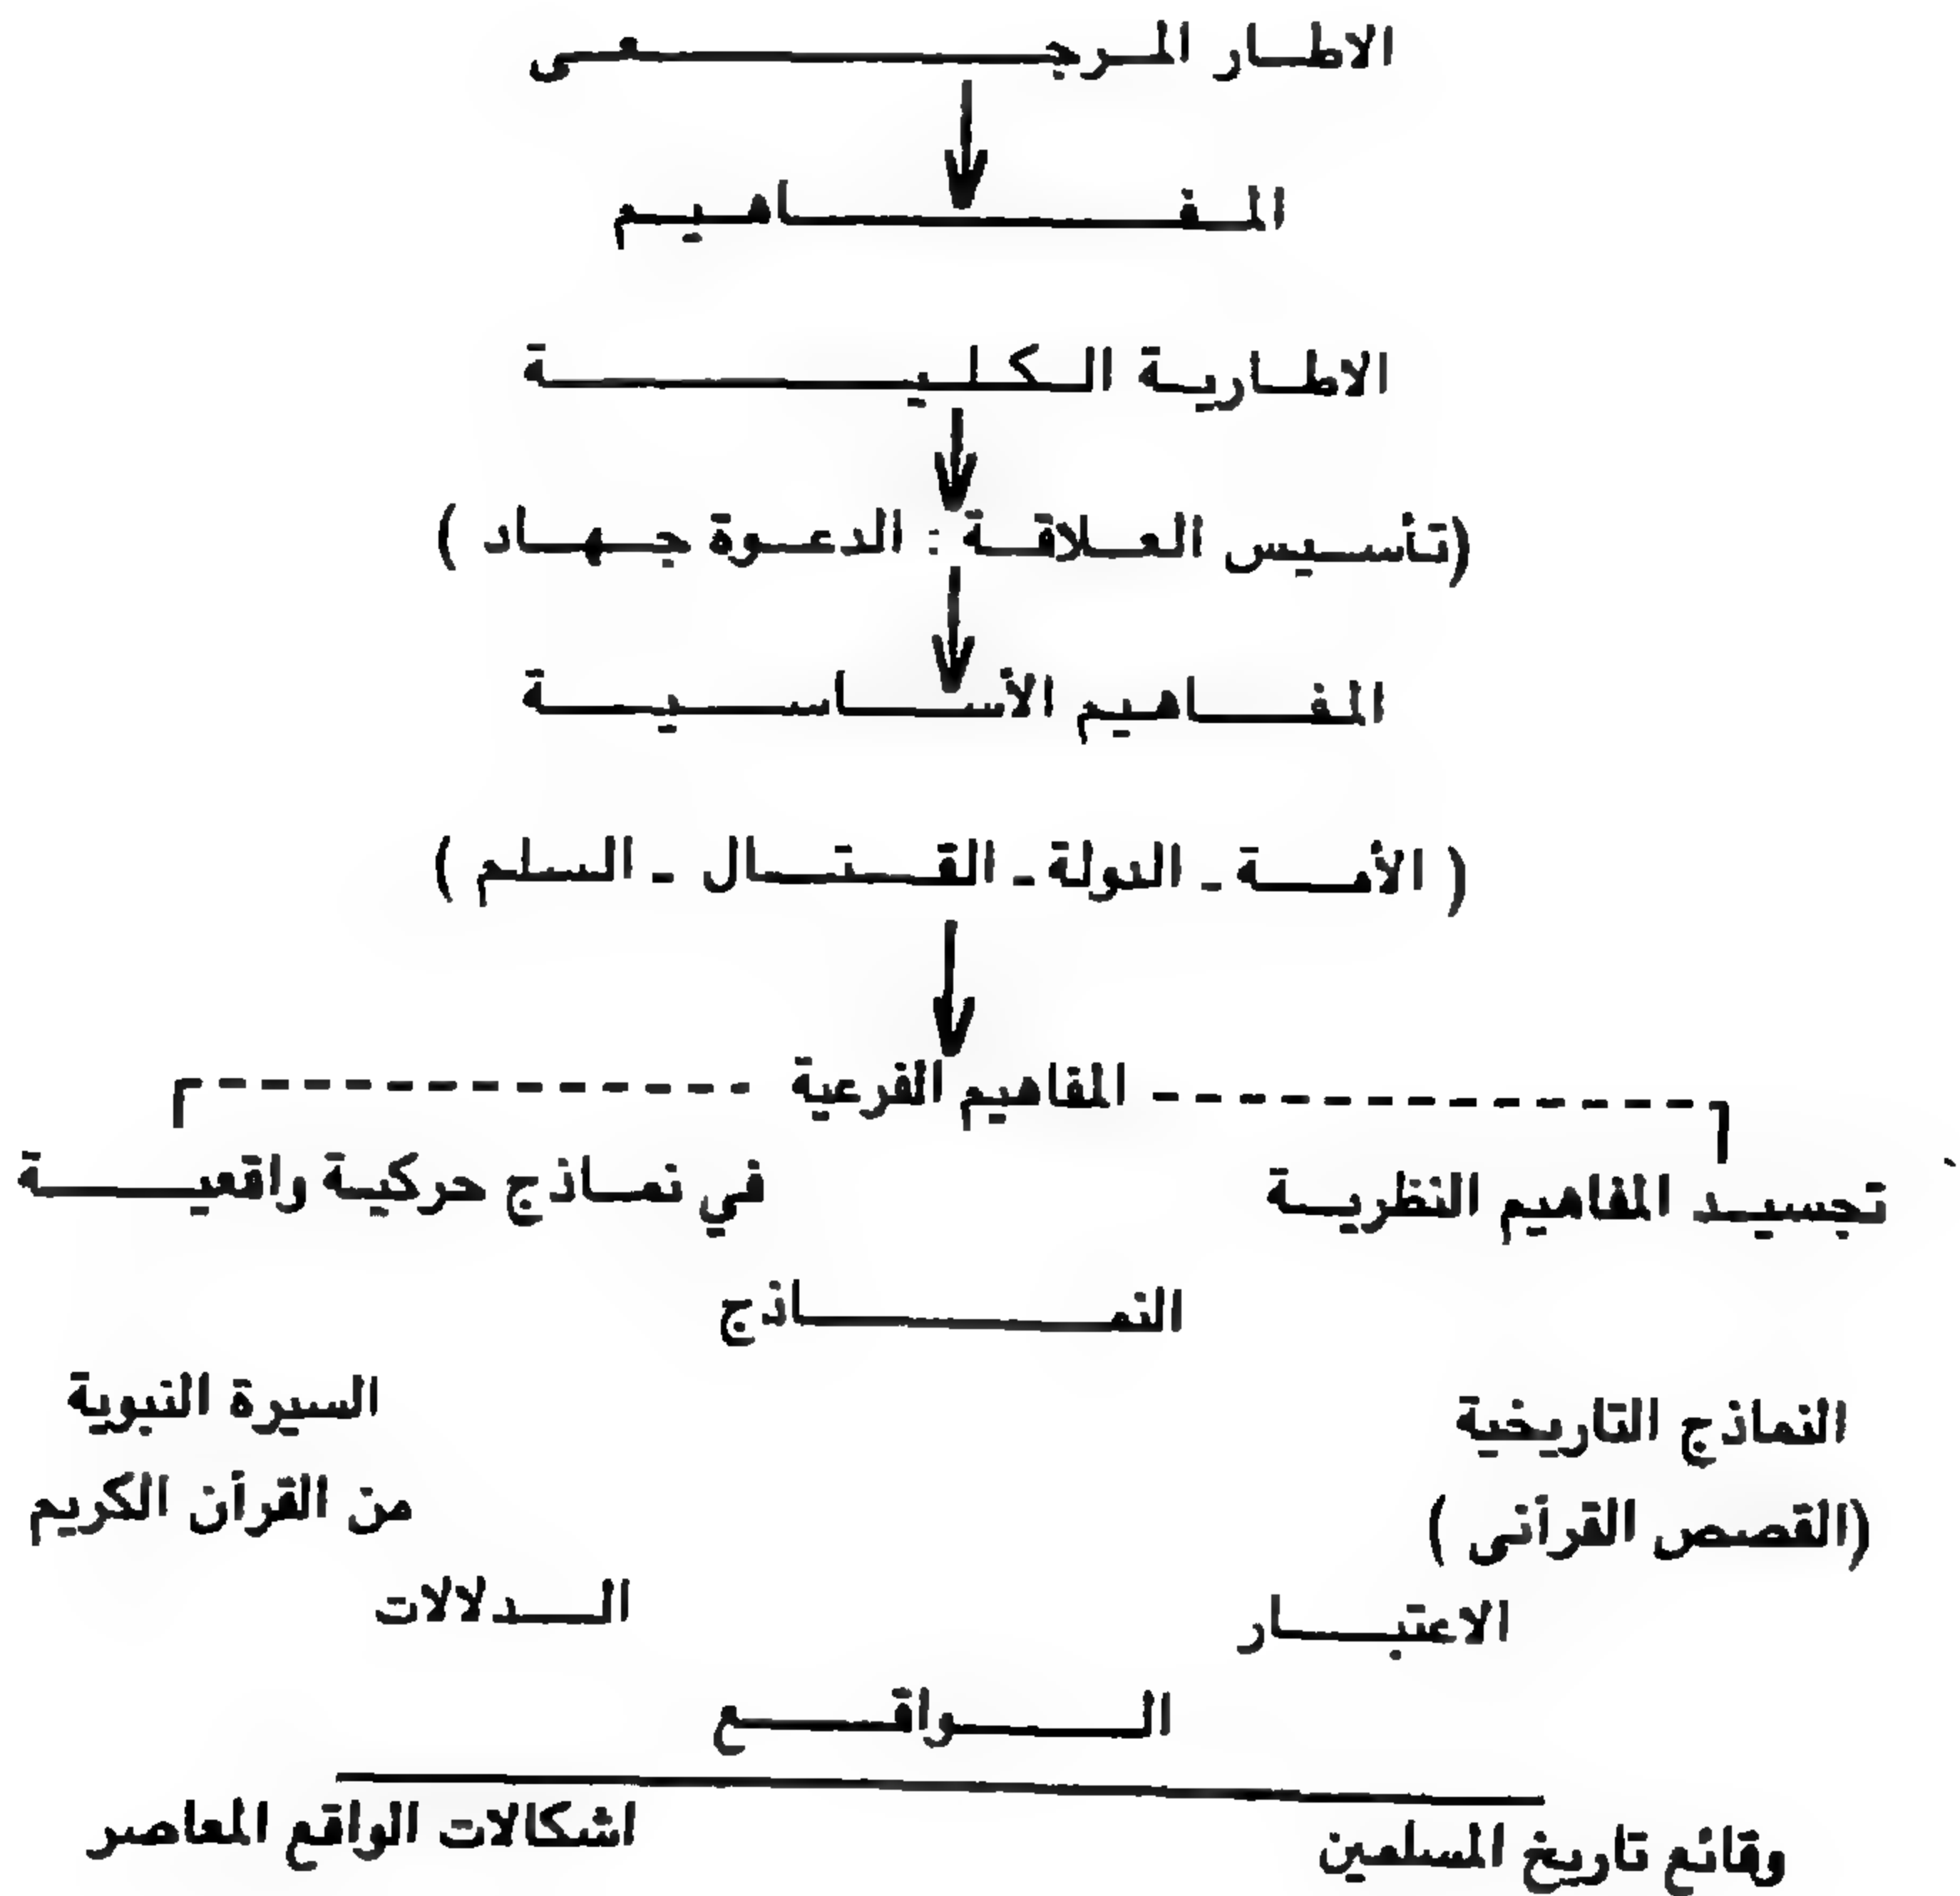 الاطار المرجعى
المفاهيم
الاطارية الكلية
(تأسيس العلاقة : الدعوة جهاد )
المفاهيم الأساسية
( الأمة - الدولة - القتال - السلم )
المفاهيم الفرعية
تجسيد المفاهيم النظرية
في نماذج حركية واقعية
النماذج
النماذج التاريخية
السيرة النبوية
(القصص القرآنى )
من القرآن الكريم
الاعتبار
الدلالات
الواقع
وقائع تاريخ المسلمين
اشكالات الواقع المعاصر